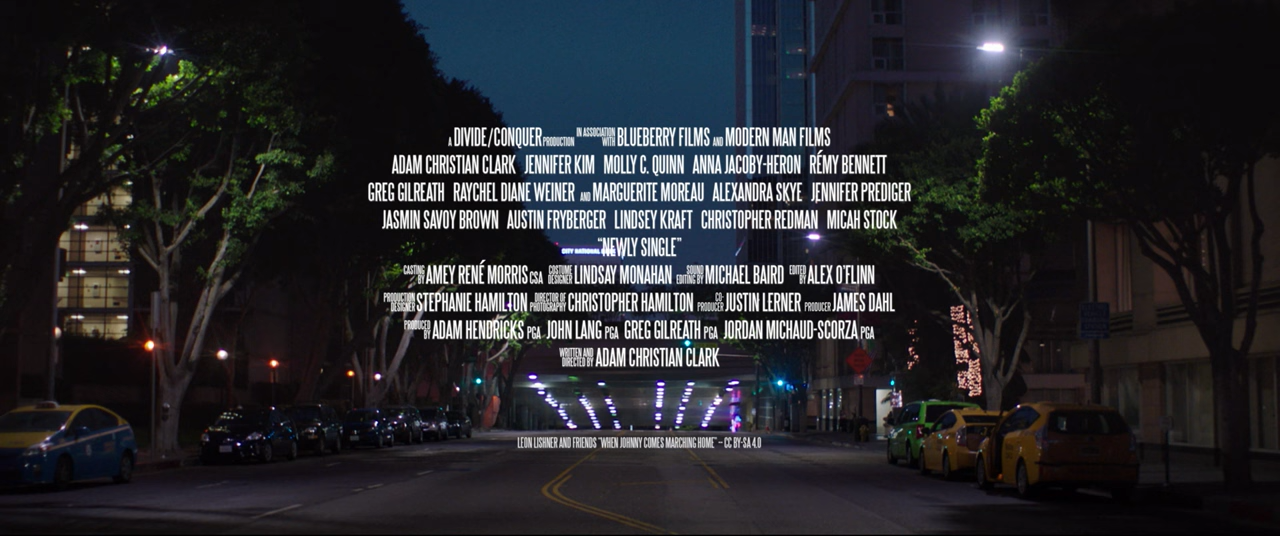 A DIVIDE/CONQUER PRODUCTION IN ASSOCIATION WITH BLUEBERRY FILMS AND MODERN MAN FILMS
ADAM CHRISTIAN CLARK JENNIFER KIM MOLLY C. QUINN ANNA JACOBY-HERON RÉMY BENNETT
GREG GILREATH RAYCHEL DIANE WEINER AND MARGUERITE MOREAU ALEXANDRA SKYE JENNIFER PREDIGER
JASMIN SAVOY BROWN AUSTIN FRYBERGER LINDSEY KRAFT CHRISTOPHER REDMAN MICAH STOCK
"NEWLY SINGLE"
CITY NATIONAL
CASTING BY AMEY RENÉ MORRIS CSA COSTUME DESIGNER LINDSAY MONAHAN SOUND EDITING BY MICHAEL BAIRD EDITED BY ALEX O'FLINN
PRODUCTION DESIGNER STEPHANIE HAMILTON DIRECTOR OF PHOTOGRAPHY CHRISTOPHER HAMILTON CO-PRODUCER JUSTIN LERNER PRODUCER JAMES DAHL
PRODUCED BY ADAM HENDRICKS PGA JOHN LANG PGA GREG GILREATH PGA JORDAN MICHAUD-SCORZA PGA
WRITTEN AND DIRECTED BY ADAM CHRISTIAN CLARK
LEON LISHNER AND FRIENDS "WHEN JOHNNY COMES MARCHING HOME" – CC BY-SA 4.0